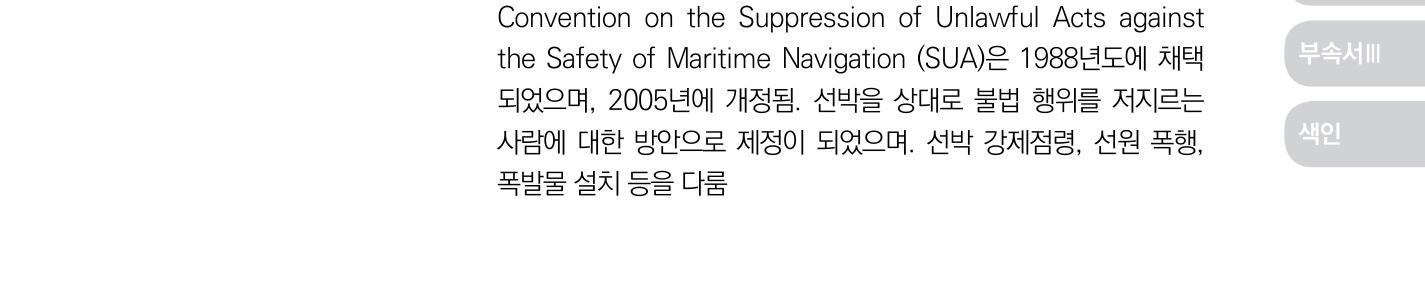 Convention on the Suppression of Unlawful Acts against
the Safety of Maritime Navigation (SUA)은 1988년도에 채택
되었으며, 2005년에 개정됨. 선박을 상대로 불법 행위를 저지르는
사람에 대한 방안으로 제정이 되었으며. 선박 강제점령, 선원 폭행,
폭발물 설치 등을 다룸
부속서Ⅲ
색인